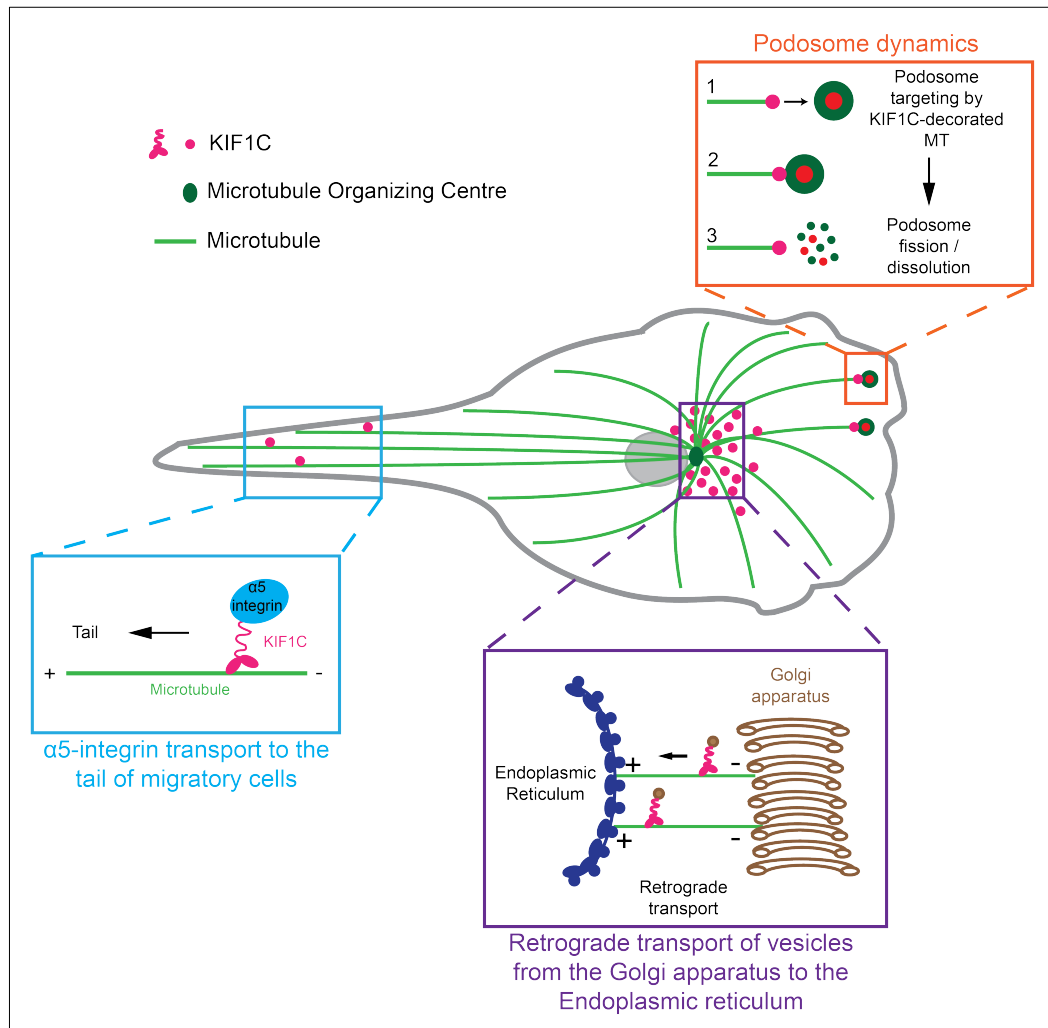 Podosome dynamics
1
Podosome
targeting by
KIF1C-decorated
MT
2
3
Podosome
fission /
dissolution
KIF1C
Microtubule Organizing Centre
Microtubule
α5
integrin
Tail
KIF1C
+
-
Microtubule
α5-integrin transport to the
tail of migratory cells
Golgi
apparatus
Endoplasmic
Reticulum
+
-
+
-
Retrograde
transport
Retrograde transport of vesicles
from the Golgi apparatus to the
Endoplasmic reticulum